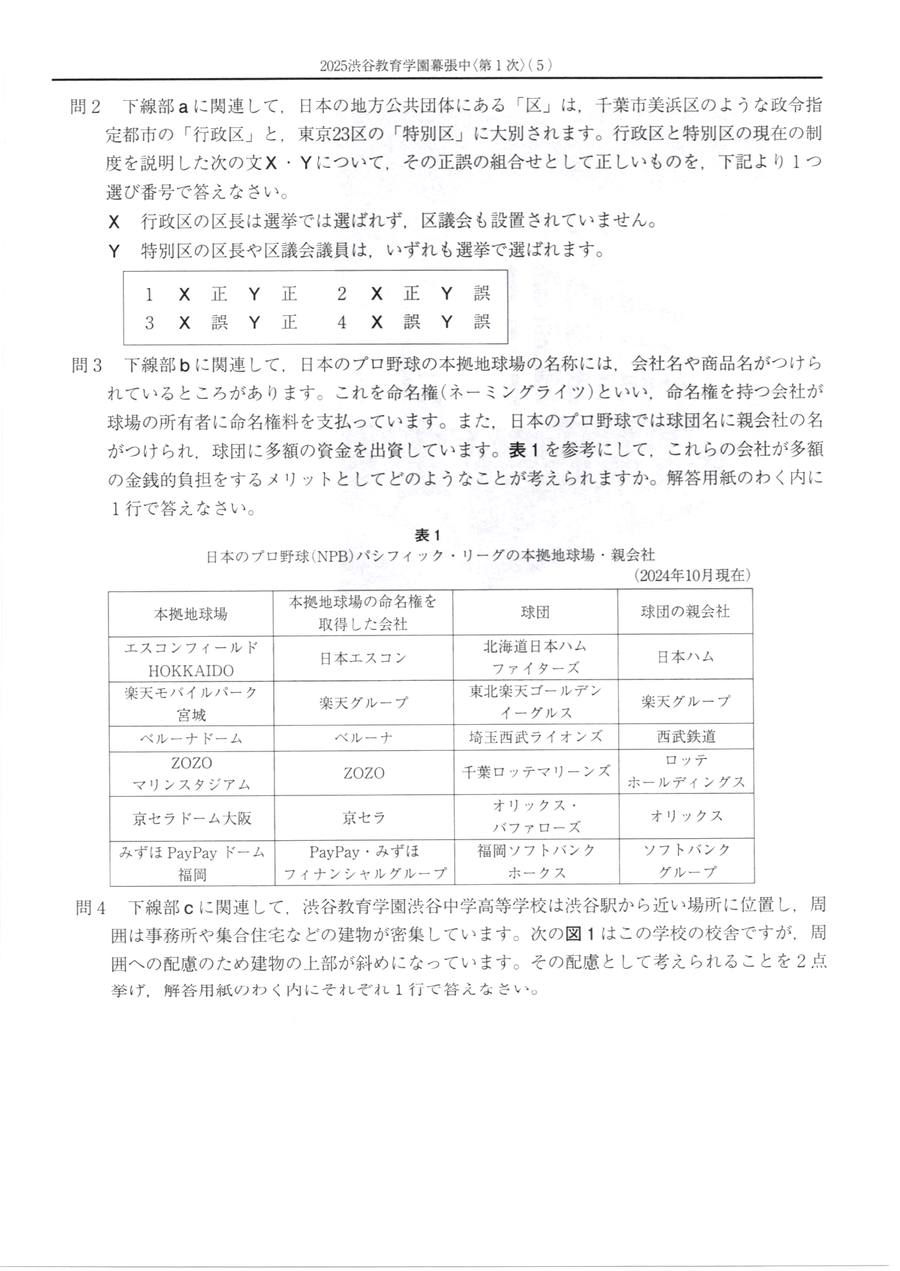 2025渋谷教育学園幕張中〈第1次〉(5)
問2 下線部aに関連して，日本の地方公共団体にある「区」は，千葉市美浜区のような政令指
定都市の「行政区」と，東京23区の「特別区」に大別されます。行政区と特別区の現在の制
度を説明した次の文X・Yについて，その正誤の組合せとして正しいものを，下記より1つ
選び番号で答えなさい。
X 行政区の区長は選挙では選ばれず，区議会も設置されていません。
Y 特別区の区長や区議会議員は，いずれも選挙で選ばれます。
1 X 正 Y 正 2 X 正 Y 誤
3 X 誤 Y 正 4 X 誤 Y 誤
問3 下線部bに関連して，日本のプロ野球の本拠地球場の名称には，会社名や商品名がつけら
れているところがあります。これを命名権(ネーミングライツ)といい，命名権を持つ会社が
球場の所有者に命名権料を支払っています。また，日本のプロ野球では球団名に親会社の名
がつけられ，球団に多額の資金を出資しています。表1を参考にして，これらの会社が多額
の金銭的負担をするメリットとしてどのようなことが考えられますか。解答用紙のわく内に
1行で答えなさい。
表1
日本のプロ野球(NPB)パシフィック・リーグの本拠地球場・親会社
(2024年10月現在)
本拠地球場 本拠地球場の命名権を 球団 球団の親会社
取得した会社
エスコンフィールド 日本エスコン 北海道日本ハム 日本ハム
HOKKAIDO ファイターズ
楽天モバイルパーク 楽天グループ 東北楽天ゴールデン 楽天グループ
宮城 イーグルス
ベルーナドーム ベルーナ 埼玉西武ライオンズ 西武鉄道
ZOZO ZOZO 千葉ロッテマリーンズ ロッテ
マリンスタジアム ホールディングス
京セラドーム大阪 京セラ オリックス・ オリックス
バファローズ
みずほPayPayドーム PayPay・みずほ 福岡ソフトバンク ソフトバンク
福岡 フィナンシャルグループ ホークス グループ
問4 下線部cに関連して，渋谷教育学園渋谷中学高等学校は渋谷駅から近い場所に位置し，周
囲は事務所や集合住宅などの建物が密集しています。次の図1はこの学校の校舎ですが，周
囲への配慮のため建物の上部が斜めになっています。その配慮として考えられることを2点
挙げ，解答用紙のわく内にそれぞれ1行で答えなさい。